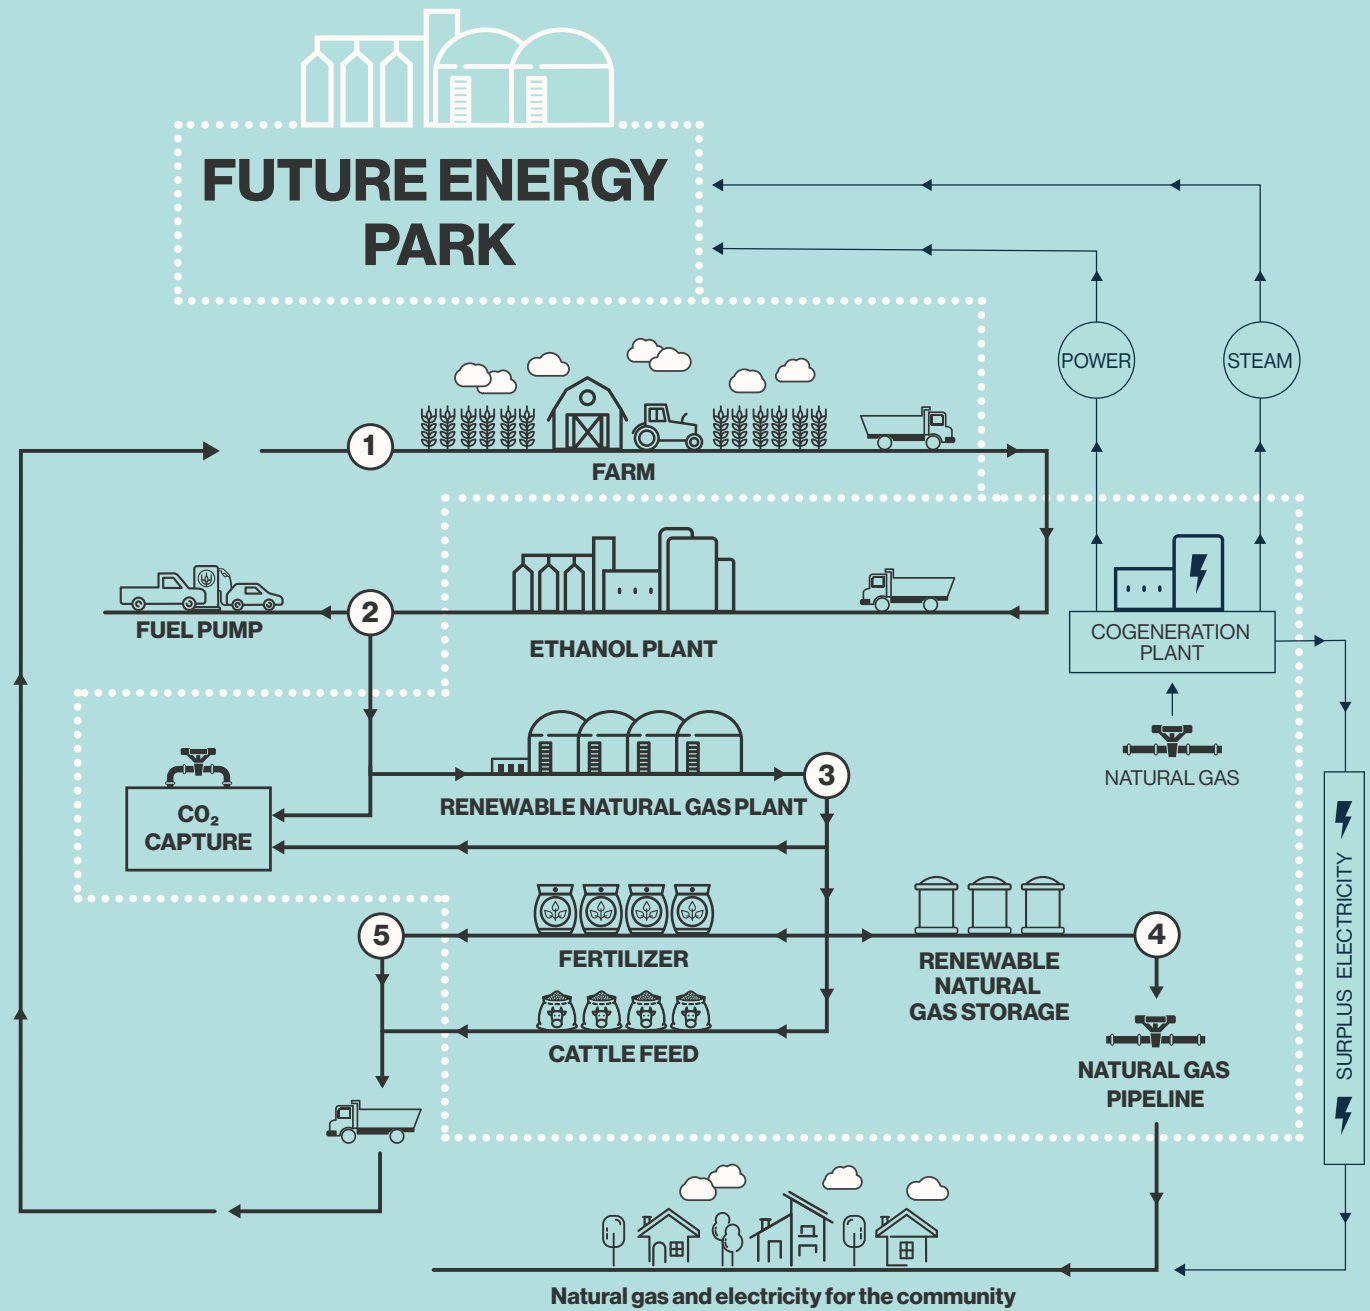 FUTURE ENERGY
PARK
POWER
STEAM
1
FARM
2
FUEL PUMP
ETHANOL PLANT
COGENERATION
PLANT
NATURAL GAS
3
RENEWABLE NATURAL GAS PLANT
CO₂
CAPTURE
5
FERTILIZER
RENEWABLE
NATURAL
GAS STORAGE
4
CATTLE FEED
NATURAL GAS
PIPELINE
SURPLUS ELECTRICITY
Natural gas and electricity for the community